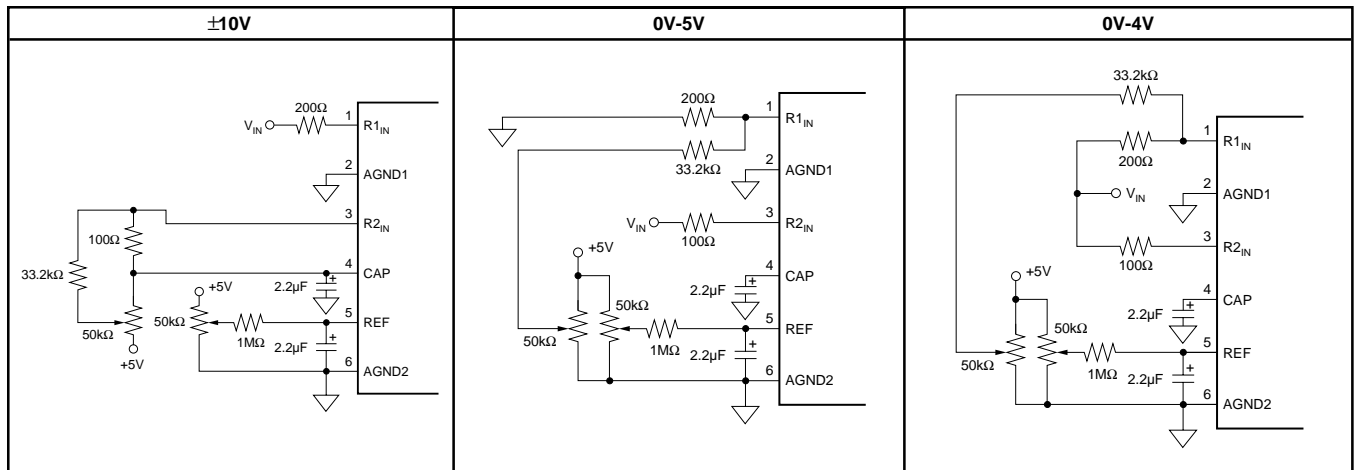 ±10V
200Ω
V_IN
1
R1_IN
2
AGND1
3
R2_IN
100Ω
33.2kΩ
4
CAP
2.2µF
+5V
50kΩ
50kΩ
1MΩ
5
REF
2.2µF
+5V
6
AGND2
0V-5V
200Ω
1
R1_IN
33.2kΩ
2
AGND1
V_IN
100Ω
3
R2_IN
+5V
4
CAP
2.2µF
50kΩ
50kΩ
1MΩ
5
REF
2.2µF
6
AGND2
0V-4V
33.2kΩ
1
R1_IN
200Ω
V_IN
2
AGND1
3
R2_IN
100Ω
+5V
4
CAP
2.2µF
50kΩ
50kΩ
1MΩ
5
REF
2.2µF
6
AGND2